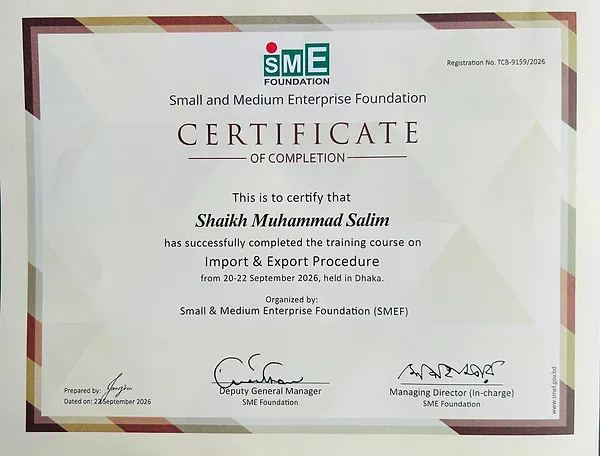 SME
FOUNDATION
Registration No. TCB-9159/2026
Small and Medium Enterprise Foundation
CERTIFICATE
OF COMPLETION
This is to certify that
Shaikh Muhammad Salim
has successfully completed the training course on
Import & Export Procedure
from 20-22 September 2026, held in Dhaka.
Organized by:
Small & Medium Enterprise Foundation (SMEF)
Prepared by:
Dated on: 22 September 2026
Deputy General Manager
SME Foundation
Managing Director (In-charge)
SME Foundation
www.smef.gov.bd